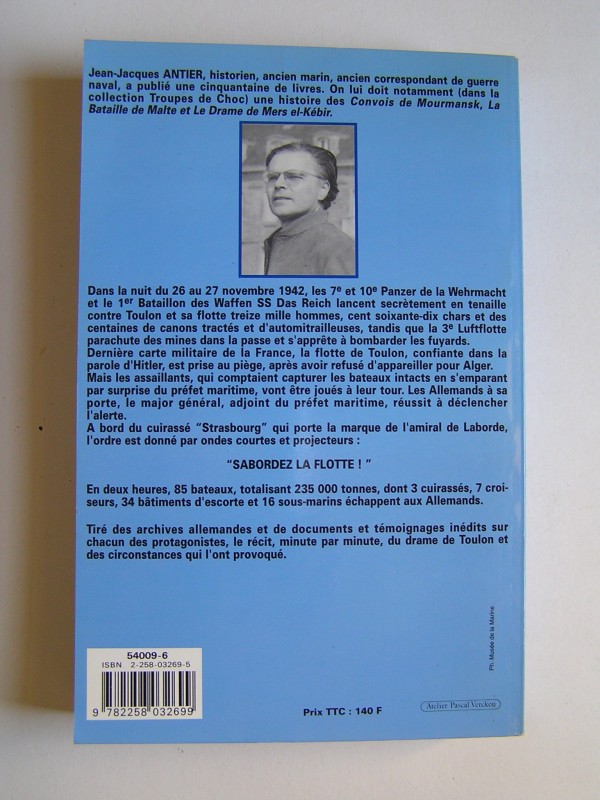 Jean-Jacques ANTIER, historien, ancien marin, ancien correspondant de guerre
naval, a publié une cinquantaine de livres. On lui doit notamment (dans la
collection Troupes de Choc) une histoire des Convois de Mourmansk, La
Bataille de Malte et Le Drame de Mers el-Kébir.
Dans la nuit du 26 au 27 novembre 1942, les 7e et 10e Panzer de la Wehrmacht
et le 1er Bataillon des Waffen SS Das Reich lancent secrètement en tenaille
contre Toulon et sa flotte treize mille hommes, cent soixante-dix chars et des
centaines de canons tractés et d'automitrailleuses, tandis que la 3e Luftflotte
parachute des mines dans la passe et s'apprête à bombarder les fuyards.
Dernière carte militaire de la France, la flotte de Toulon, confiante dans la
parole d'Hitler, est prise au piège, après avoir refusé d'appareiller pour Alger.
Mais les assaillants, qui comptaient capturer les bateaux intacts en s'emparant
par surprise du préfet maritime, vont être joués à leur tour. Les Allemands à sa
porte, le major général, adjoint du préfet maritime, réussit à déclencher
l'alerte.
A bord du cuirassé "Strasbourg" qui porte la marque de l'amiral de Laborde,
l'ordre est donné par ondes courtes et projecteurs :
"SABORDEZ LA FLOTTE ! "
En deux heures, 85 bateaux, totalisant 235 000 tonnes, dont 3 cuirassés, 7 croi-
seurs, 34 bâtiments d'escorte et 16 sous-marins échappent aux Allemands.
Tiré des archives allemandes et de documents et témoignages inédits sur
chacun des protagonistes, le récit, minute par minute, du drame de Toulon et
des circonstances qui l'ont provoqué.
Ph. Musée de la Marine
54009-6
ISBN 2-258-03269-5
9 782258 032699
Prix TTC : 140 F
Atelier Pascal Vercken